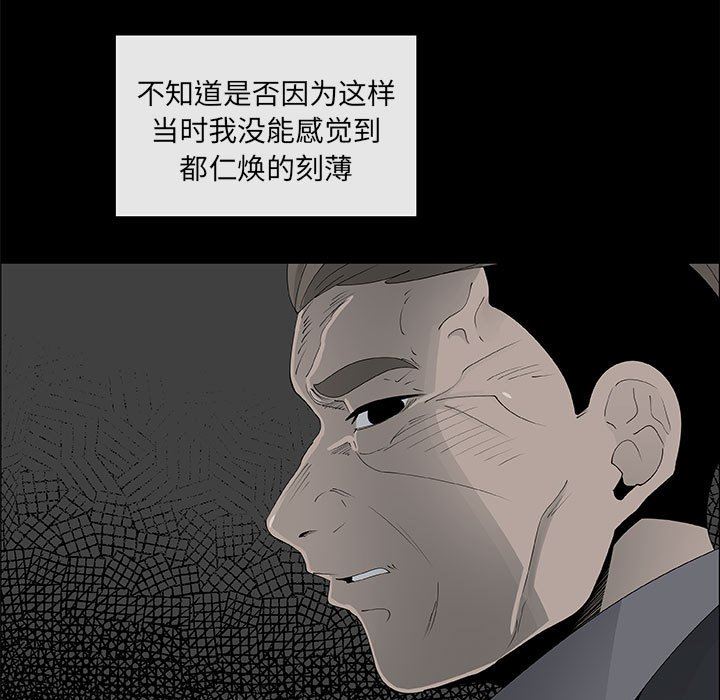 不知道是否因为这样
当时我没能感觉到
都仁焕的刻薄